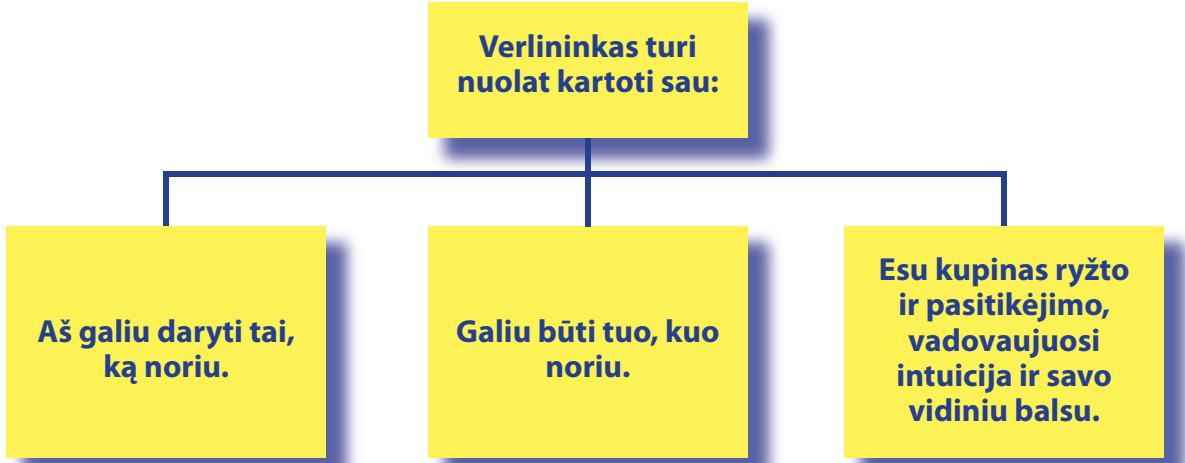 Verlininkas turi
nuolat kartoti sau:
Aš galiu daryti tai,
ką noriu.
Galiu būti tuo, kuo
noriu.
Esu kupinas ryžto
ir pasitikėjimo,
vadovaujuosi
intuicija ir savo
vidiniu balsu.